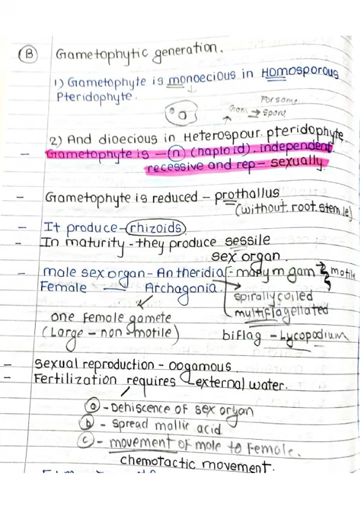 (B) Gametophytic generation.
1) Gametophyte is monoecious in HOMOsporous
Pteridophyte.
→ spore
2) And dioecious in Heterospour pteridophyte
- Gametophyte is - (n) (haploid). independent
recessive and rep - sexually.
- Gametophyte is reduced - prothallus
(without root stem le)
- It produce - rhizoids
- In maturity - they produce sessile
sex organ.
- male sex organ - Antheridia - many m gam → motile
Female — Archagonia.
spirally coiled
one female gamete
multiflagellated
(Large - non motile)
biflag - Lycopodium
- Sexual reproduction - oogamous
- Fertilization requires external water.
(a) - Dehiscence of sex organ
(b) - spread mallic acid
(c) - movement of male to Female.
chemotactic movement.